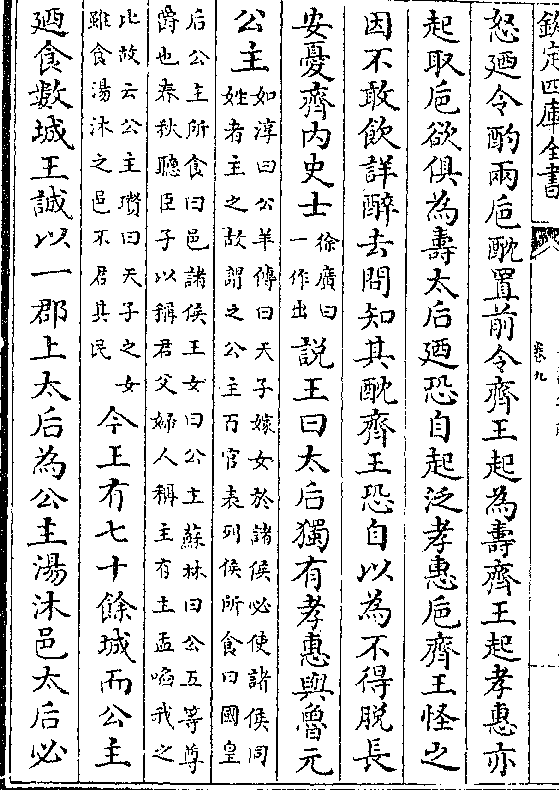 欽定四庫全書
卷九
怒廼令酌兩巵酖置前令齊王起為壽齊王起孝惠亦
起取巵欲俱為壽太后廼恐自起泛孝惠巵齊王怪之
因不敢飲詳醉去問知其酖齊王恐自以為不得脫長
安憂齊內史士
徐廣曰
一作出
説王曰太后獨有孝惠與魯元
公主
如淳曰公羊傳曰天子嫁女於諸侯必使諸侯同
姓者主之故謂之公主百官表列侯所食曰國皇
后公主所食曰邑諸侯王女曰公主蘇林曰公五等尊
爵也春秋聽臣子以稱君父婦人稱主有主孟啗我之
比故云公主瓚曰天子之女
雖食湯沐之邑不君其民
今王有七十餘城而公主
廼食數城王誠以一郡上太后為公主湯沐邑太后必